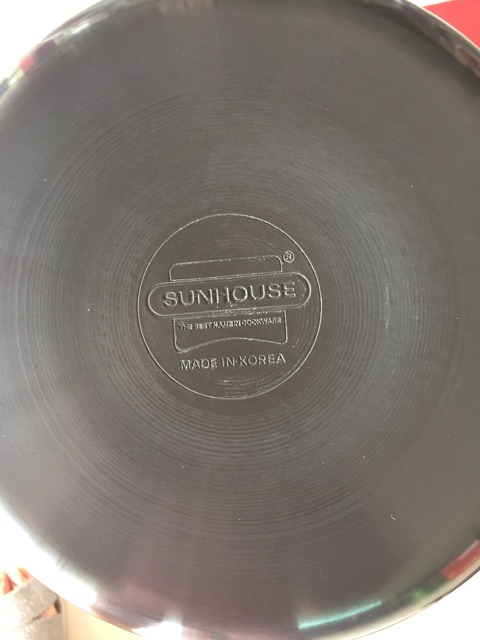 ®
SUNHOUSE
THE BEST NAME IN COOKWARE
MADE IN KOREA